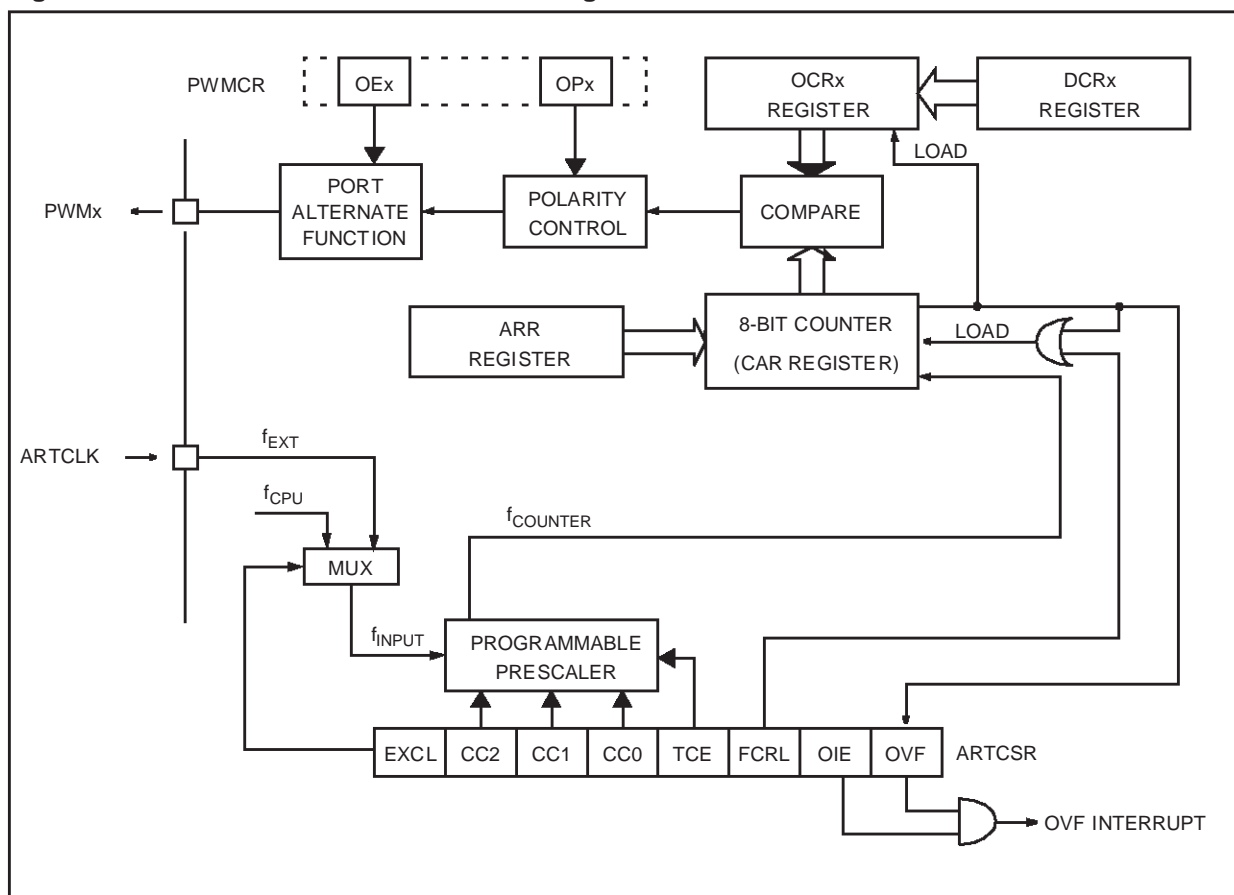 PWMCR
OEx
OPx
OCRx
REGISTER
DCRx
REGISTER
LOAD
PWMx
PORT
ALTERNATE
FUNCTION
POLARITY
CONTROL
COMPARE
ARR
REGISTER
8-BIT COUNTER
(CAR REGISTER)
LOAD
ARTCLK
fEXT
fCPU
MUX
fCOUNTER
fINPUT
PROGRAMMABLE
PRESCALER
EXCL CC2 CC1 CC0 TCE FCRL OIE OVF ARTCSR
OVF INTERRUPT